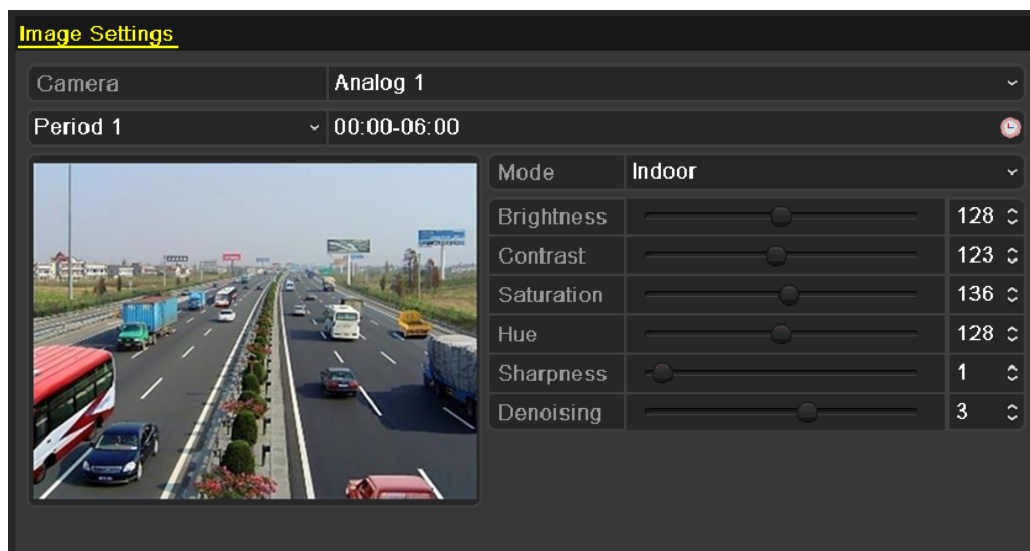 Image Settings
Camera Analog 1
Period 1 00:00-06:00
Mode Indoor
Brightness 128
Contrast 123
Saturation 136
Hue 128
Sharpness 1
Denoising 3